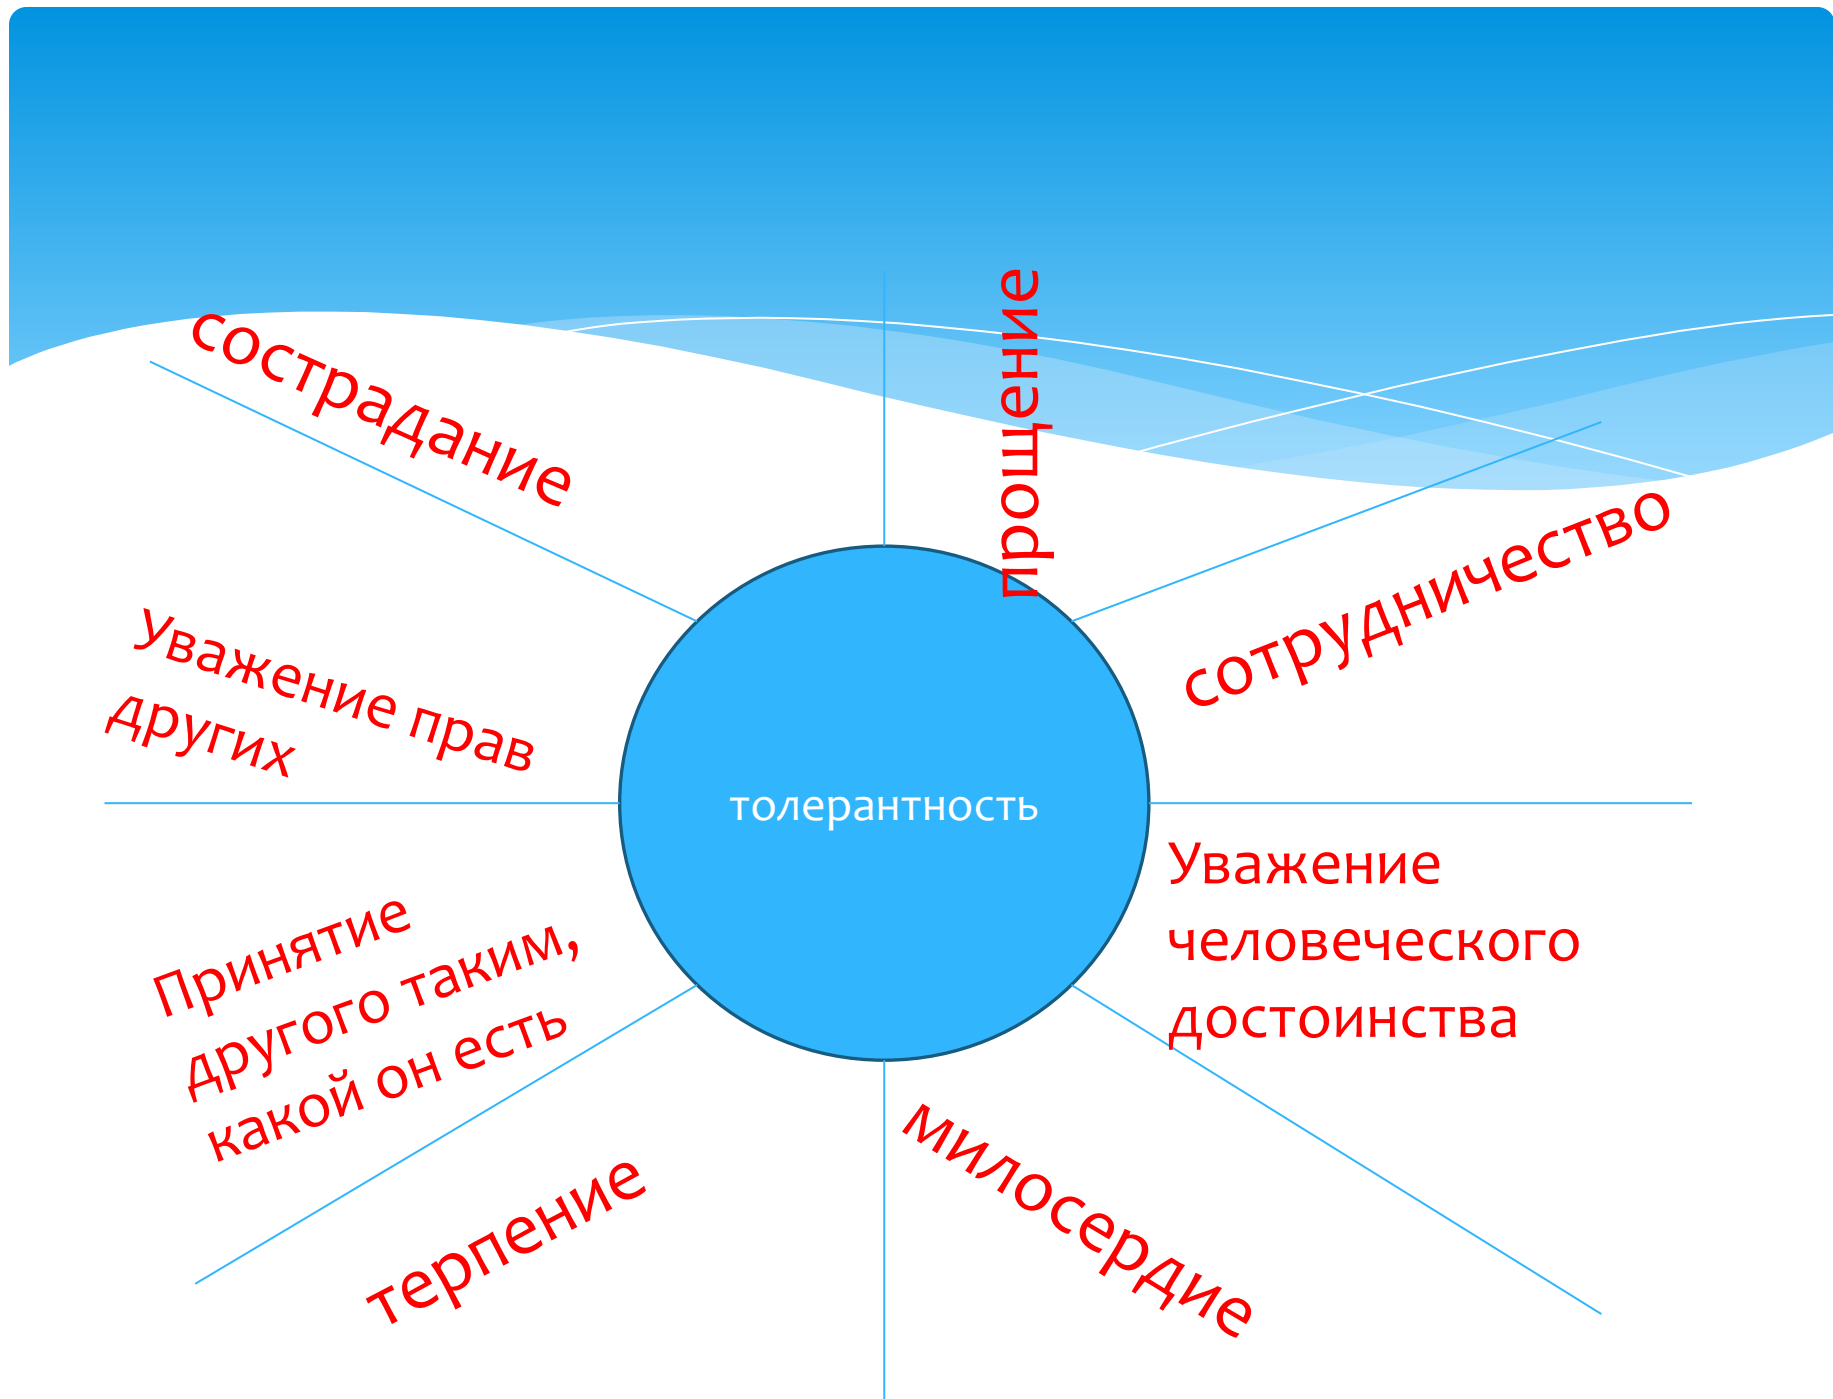 прощение
сострадание
сотрудничество
Уважение прав
других
толерантность
Уважение
человеческого
достоинства
Принятие
другого таким,
какой он есть
милосердие
терпение